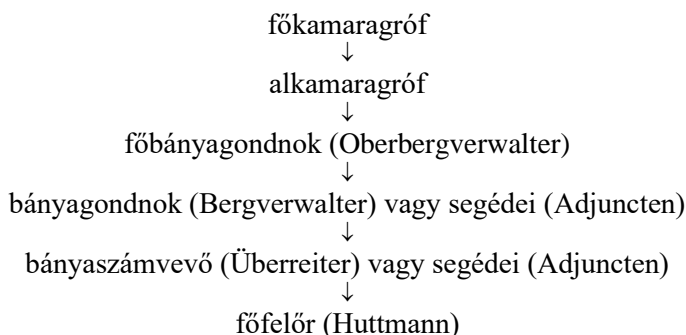 főkamaragróf
↓
alkamaragróf
↓
főbányagondnok (Oberbergverwalter)
↓
bányagondnok (Bergverwalter) vagy segédei (Adjuncten)
↓
bányaszámvevő (Überreiter) vagy segédei (Adjuncten)
↓
főfelőr (Huttmann)